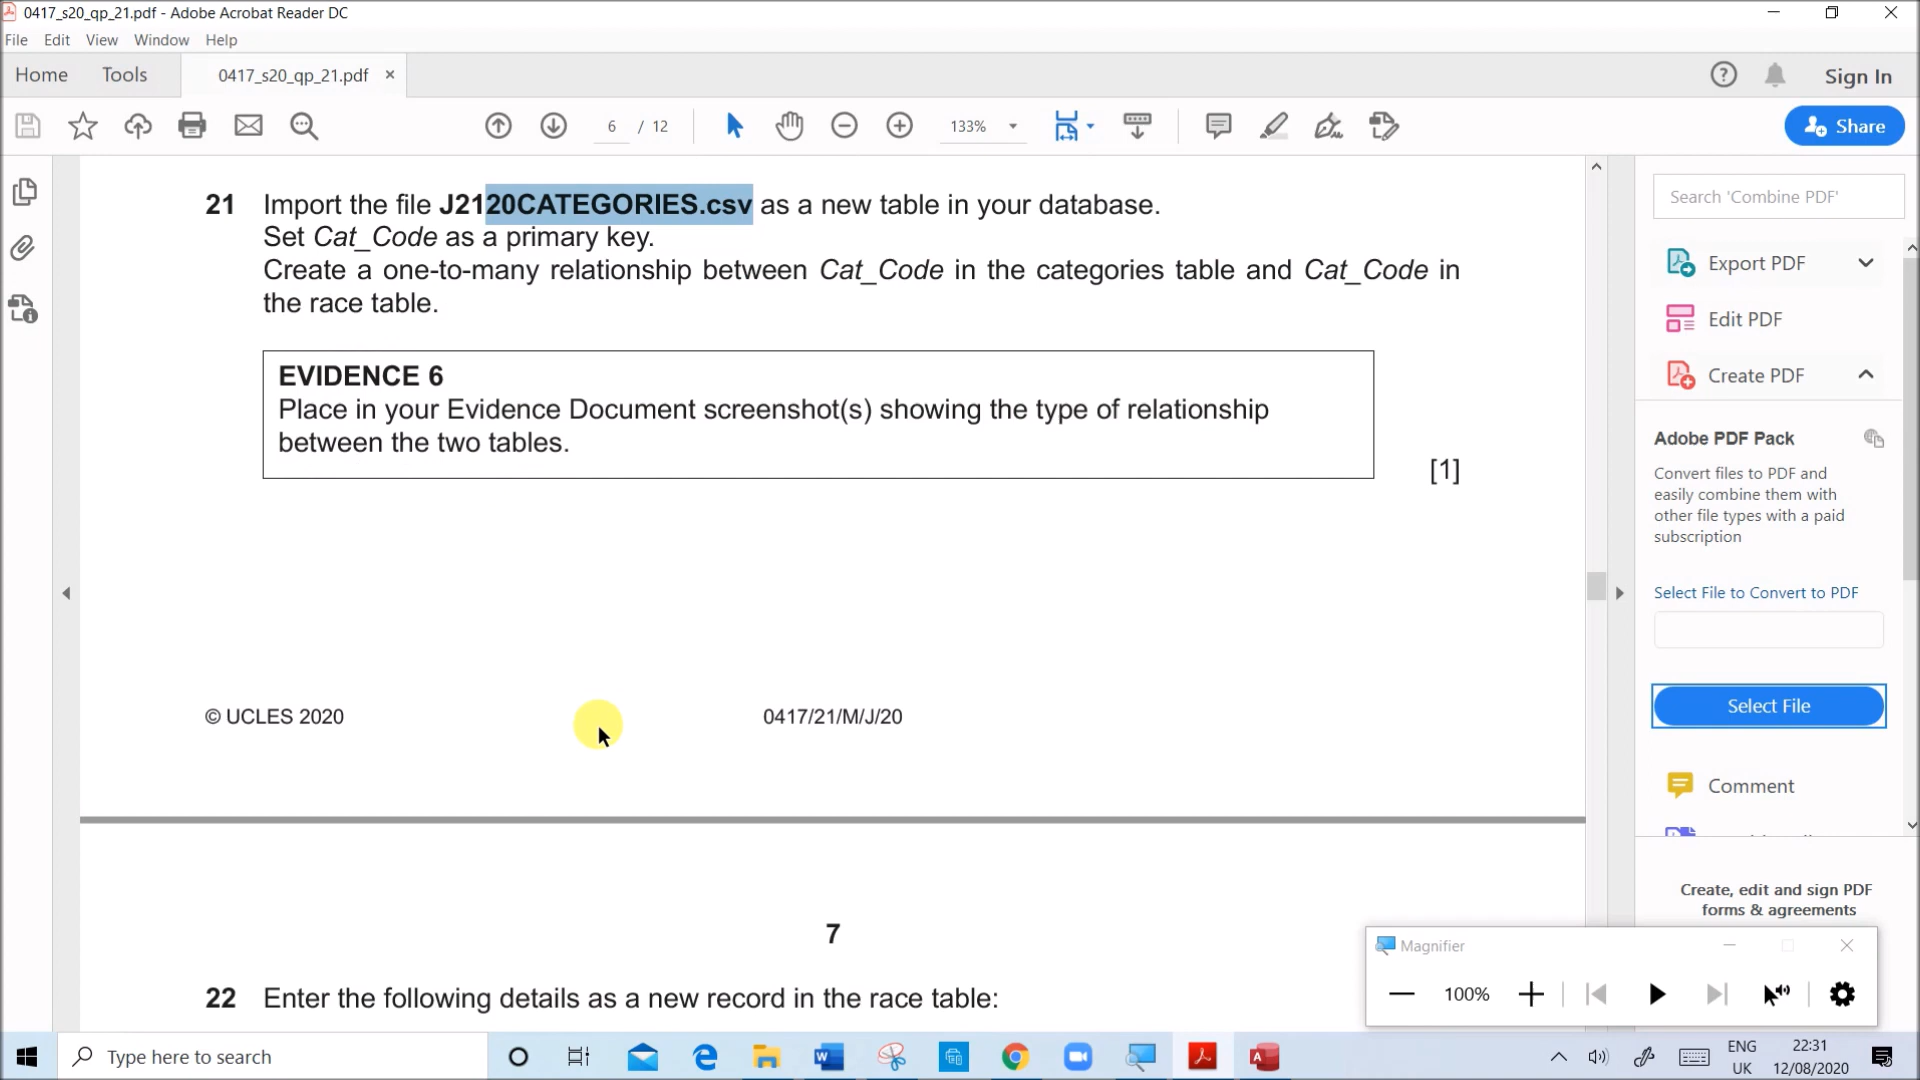 0417_s20_qp_21.pdf - Adobe Acrobat Reader DC
File Edit View Window Help
Home Tools 0417_s20_qp_21.pdf × Sign In
6 / 12 133% Share
21 Import the file J2120CATEGORIES.csv as a new table in your database.
Set Cat_Code as a primary key.
Create a one-to-many relationship between Cat_Code in the categories table and Cat_Code in
the race table.
EVIDENCE 6
Place in your Evidence Document screenshot(s) showing the type of relationship
between the two tables.
[1]
© UCLES 2020 0417/21/M/J/20
7
22 Enter the following details as a new record in the race table:
Search 'Combine PDF'
Export PDF
Edit PDF
Create PDF
Adobe PDF Pack
Convert files to PDF and
easily combine them with
other file types with a paid
subscription
Select File to Convert to PDF
Select File
Comment
Create, edit and sign PDF
forms & agreements
Magnifier
100%
Type here to search
ENG
UK
22:31
12/08/2020